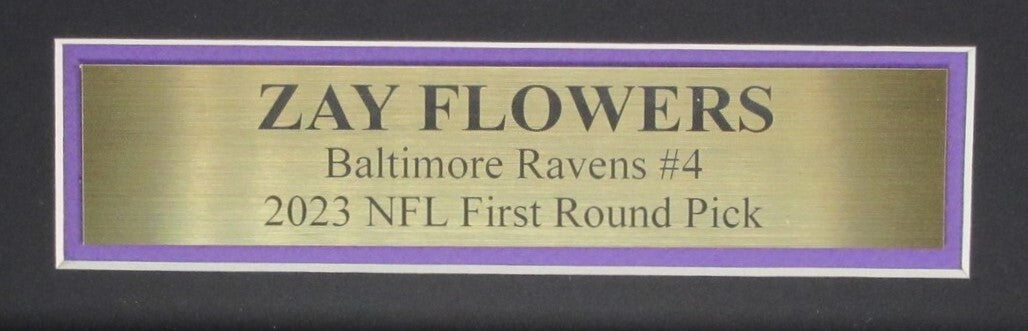 ZAY FLOWERS
Baltimore Ravens #4
2023 NFL First Round Pick